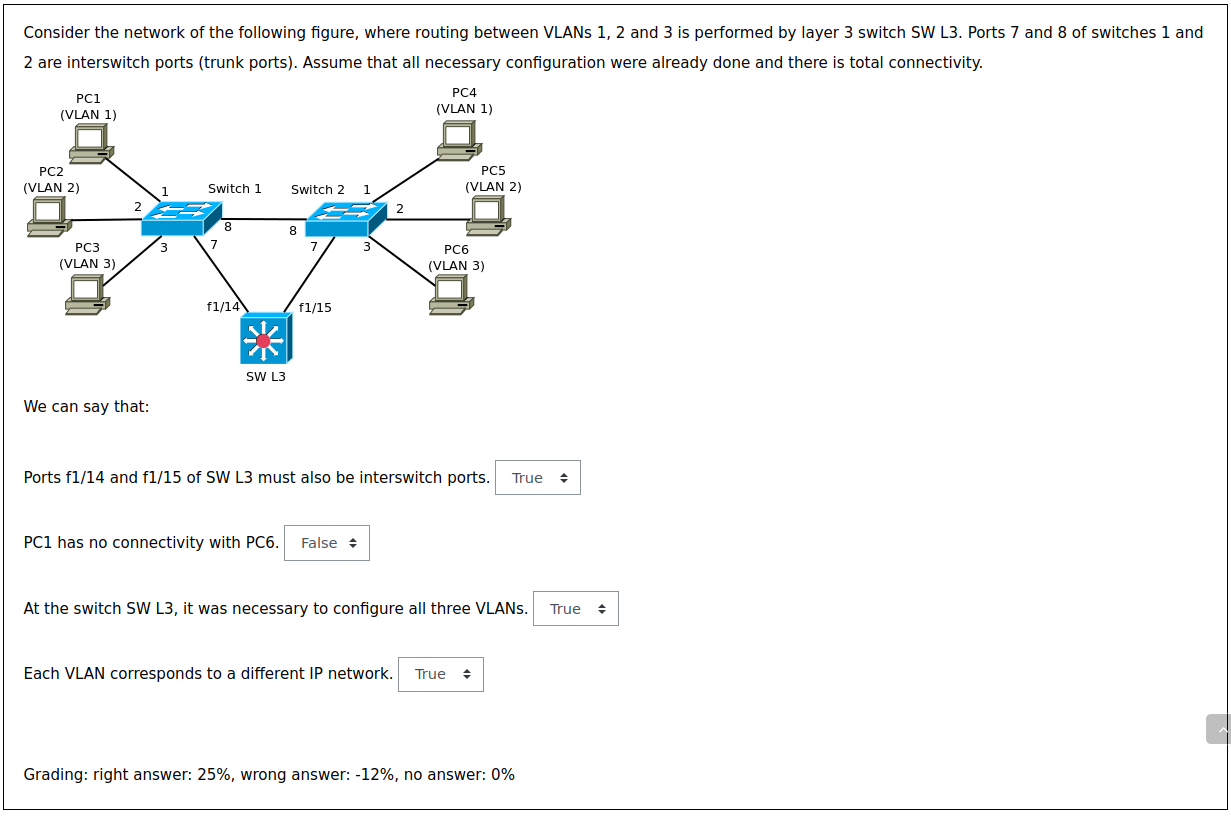 Consider the network of the following figure, where routing between VLANs 1, 2 and 3 is performed by layer 3 switch SW L3. Ports 7 and 8 of switches 1 and
2 are interswitch ports (trunk ports). Assume that all necessary configuration were already done and there is total connectivity.
PC1
(VLAN 1)
PC4
(VLAN 1)
PC2
(VLAN 2)
PC5
(VLAN 2)
1
Switch 1
Switch 2
1
2
2
8
8
3
7
7
3
PC3
(VLAN 3)
PC6
(VLAN 3)
f1/14
f1/15
SW L3
We can say that:
Ports f1/14 and f1/15 of SW L3 must also be interswitch ports. True
PC1 has no connectivity with PC6. False
At the switch SW L3, it was necessary to configure all three VLANs. True
Each VLAN corresponds to a different IP network. True
Grading: right answer: 25%, wrong answer: -12%, no answer: 0%